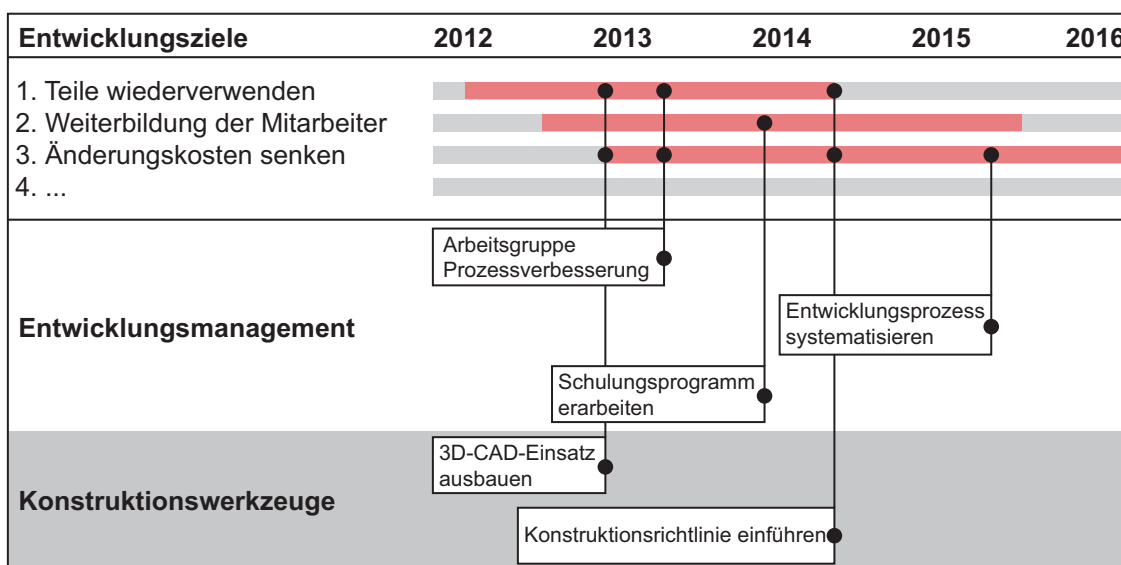 Entwicklungsziele 2012 2013 2014 2015 2016
1. Teile wiederverwenden
2. Weiterbildung der Mitarbeiter
3. Änderungskosten senken
4. ...
Arbeitsgruppe
Prozessverbesserung
Entwicklungsmanagement
Entwicklungsprozess
systematisieren
Schulungsprogramm
erarbeiten
3D-CAD-Einsatz
ausbauen
Konstruktionswerkzeuge
Konstruktionsrichtlinie einführen